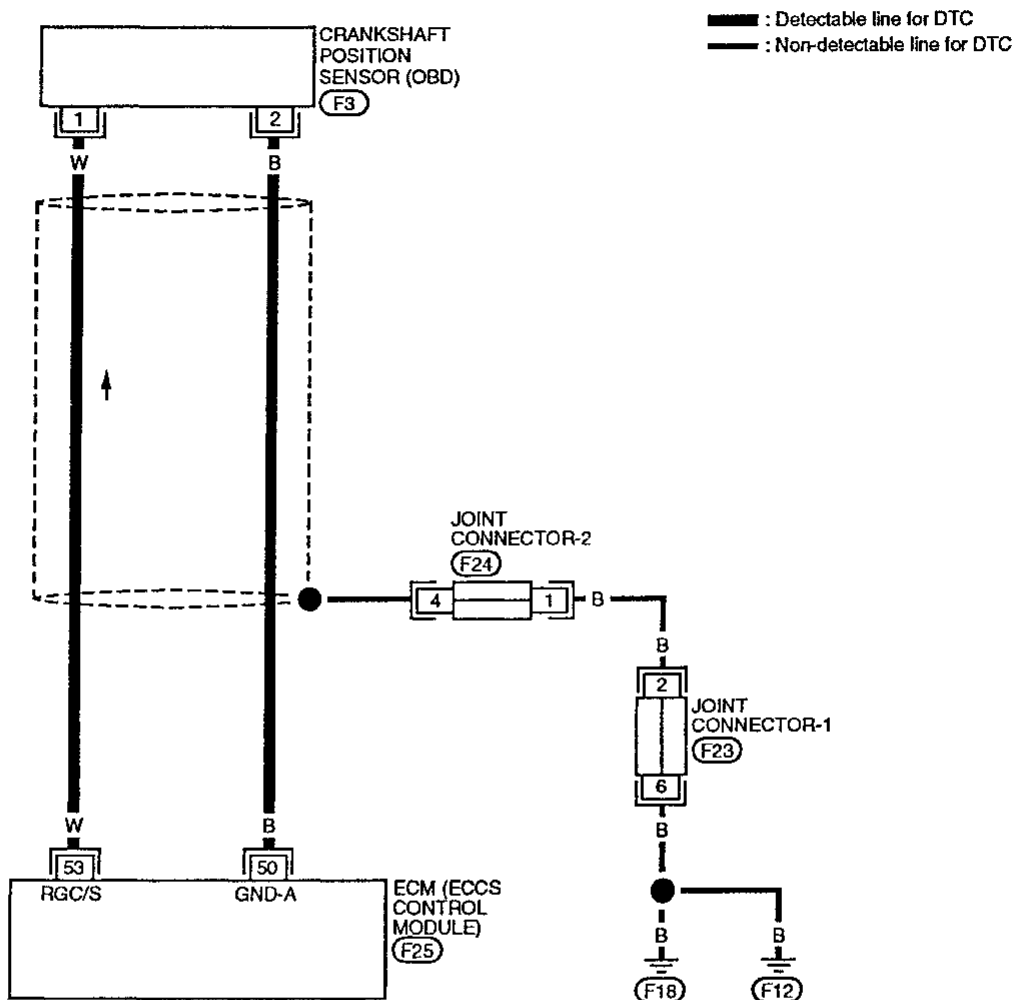 : Detectable line for DTC
: Non-detectable line for DTC
CRANKSHAFT
POSITION
SENSOR (OBD)
F3
1
2
W
B
JOINT
CONNECTOR-2
F24
4
1
B
B
2
JOINT
CONNECTOR-1
F23
6
B
W
B
53
50
RGC/S
GND-A
ECM (ECCS
CONTROL
MODULE)
F25
B
B
F18
F12